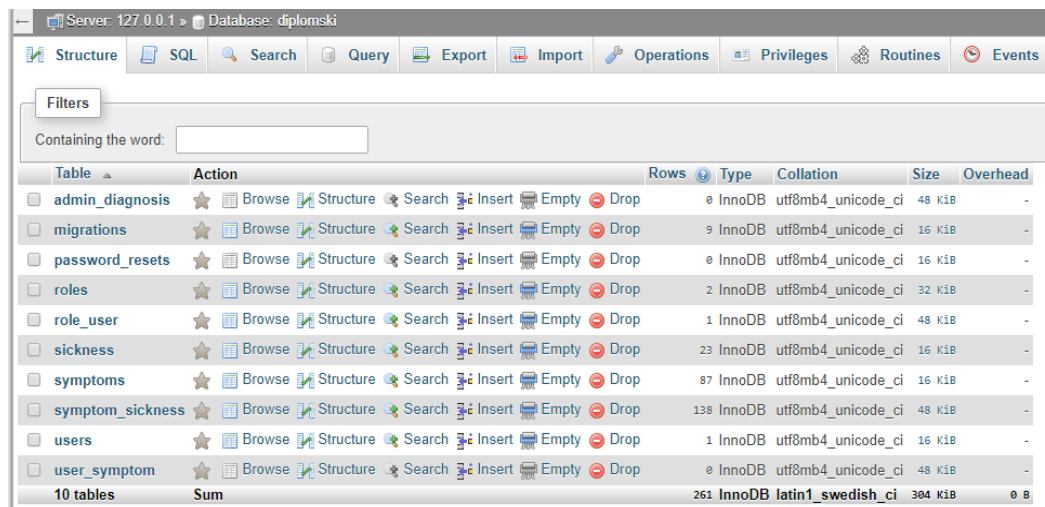 ← Server: 127.0.0.1 » Database: diplomski
Structure SQL Search Query Export Import Operations Privileges Routines Events
Filters
Containing the word:
Table Action Rows Type Collation Size Overhead
admin_diagnosis Browse Structure Search Insert Empty Drop 0 InnoDB utf8mb4_unicode_ci 48 KiB -
migrations Browse Structure Search Insert Empty Drop 9 InnoDB utf8mb4_unicode_ci 16 KiB -
password_resets Browse Structure Search Insert Empty Drop 0 InnoDB utf8mb4_unicode_ci 16 KiB -
roles Browse Structure Search Insert Empty Drop 2 InnoDB utf8mb4_unicode_ci 32 KiB -
role_user Browse Structure Search Insert Empty Drop 1 InnoDB utf8mb4_unicode_ci 48 KiB -
sickness Browse Structure Search Insert Empty Drop 23 InnoDB utf8mb4_unicode_ci 16 KiB -
symptoms Browse Structure Search Insert Empty Drop 87 InnoDB utf8mb4_unicode_ci 16 KiB -
symptom_sickness Browse Structure Search Insert Empty Drop 138 InnoDB utf8mb4_unicode_ci 48 KiB -
users Browse Structure Search Insert Empty Drop 1 InnoDB utf8mb4_unicode_ci 16 KiB -
user_symptom Browse Structure Search Insert Empty Drop 0 InnoDB utf8mb4_unicode_ci 48 KiB -
10 tables Sum 261 InnoDB latin1_swedish_ci 304 KiB 0 B